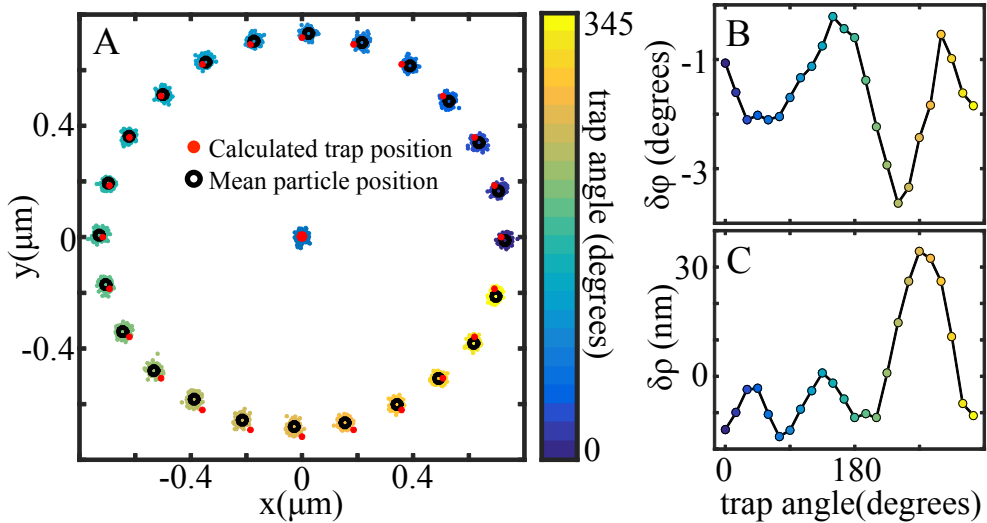 A
0.4
0
-0.4
y(μm)
-0.4
0
0.4
x(μm)
Calculated trap position
Mean particle position
345
0
trap angle (degrees)
B
-1
-3
δφ (degrees)
C
30
0
δρ (nm)
0
180
trap angle(degrees)